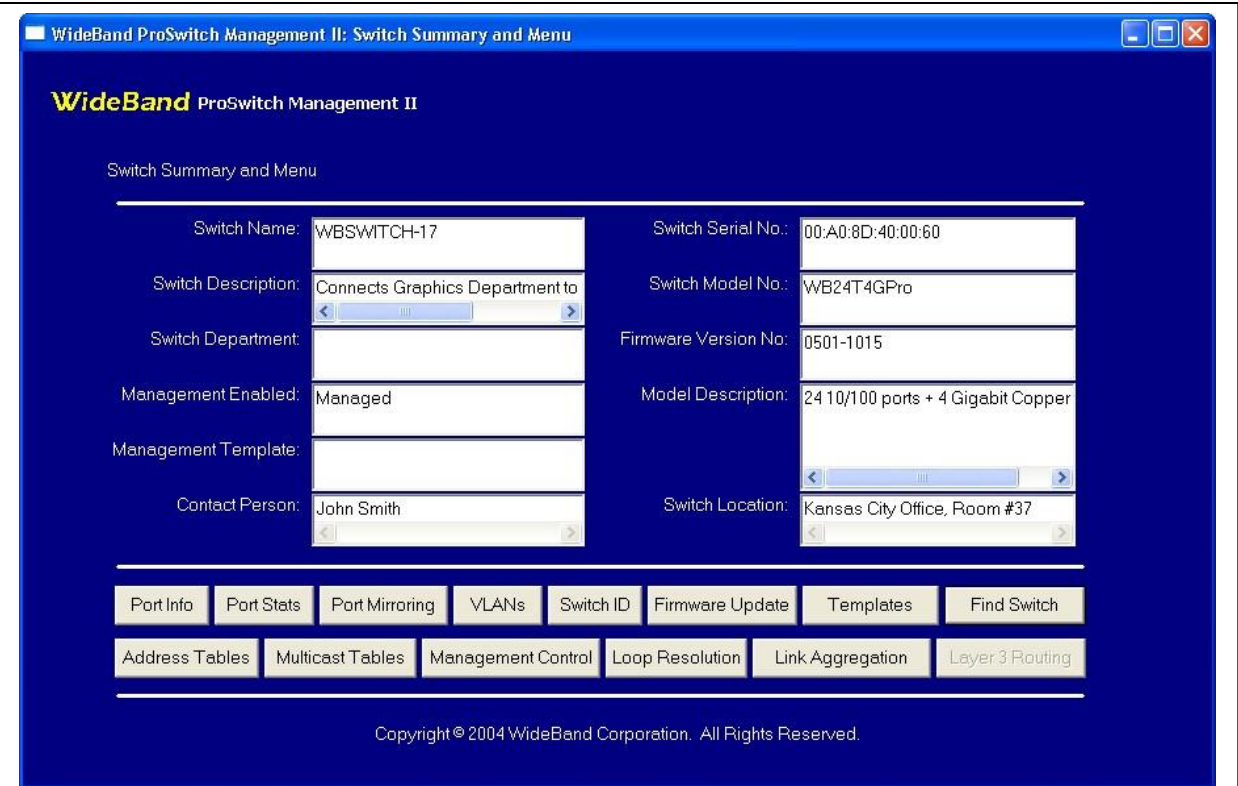 WideBand ProSwitch Management II: Switch Summary and Menu
WideBand ProSwitch Management II
Switch Summary and Menu
Switch Name: WBSWITCH-17
Switch Serial No.: 00:A0:8D:40:00:60
Switch Description: Connects Graphics Department to
Switch Model No.: WB24T4GPro
Switch Department:
Firmware Version No: 0501-1015
Management Enabled: Managed
Model Description: 24 10/100 ports + 4 Gigabit Copper
Management Template:
Contact Person: John Smith
Switch Location: Kansas City Office, Room #37
Port Info Port Stats Port Mirroring VLANs Switch ID Firmware Update Templates Find Switch
Address Tables Multicast Tables Management Control Loop Resolution Link Aggregation Layer 3 Routing
Copyright © 2004 WideBand Corporation. All Rights Reserved.